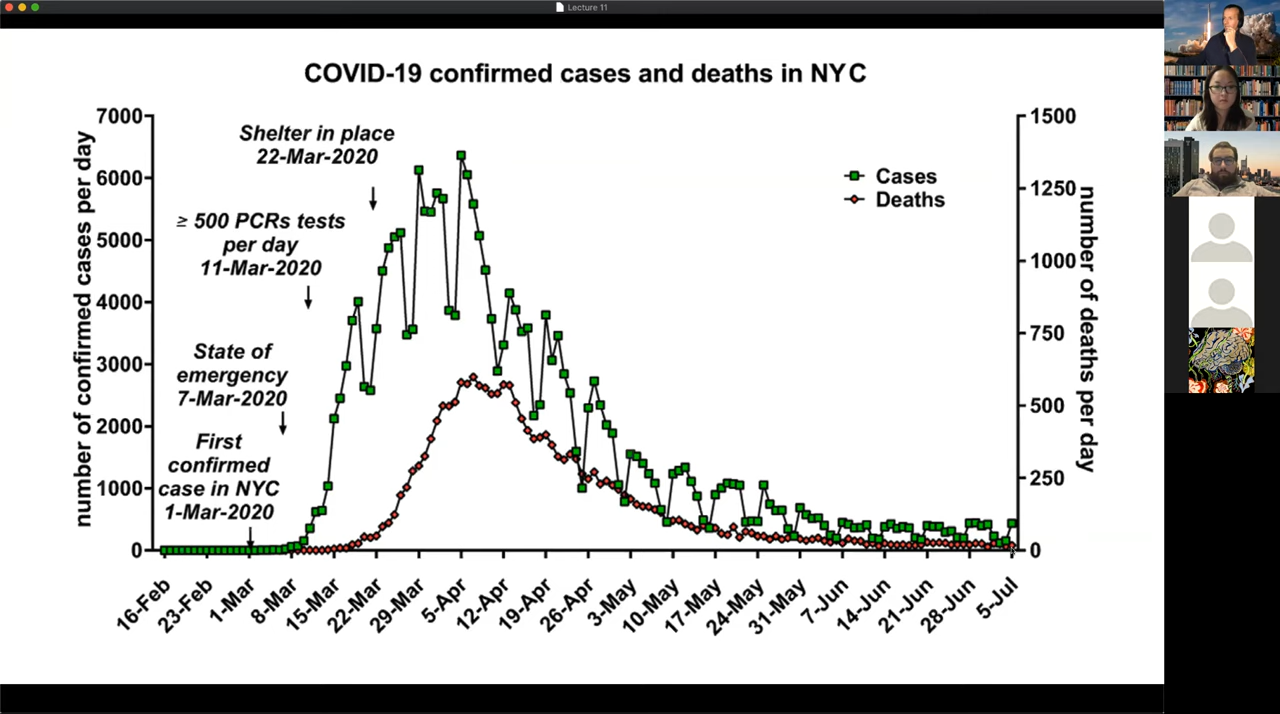 Lecture 11
COVID-19 confirmed cases and deaths in NYC
number of confirmed cases per day
7000
6000
5000
4000
3000
2000
1000
0
Shelter in place
22-Mar-2020
≥ 500 PCRs tests
per day
11-Mar-2020
State of
emergency
7-Mar-2020
First
confirmed
case in NYC
1-Mar-2020
Cases
Deaths
1500
1250
1000
750
500
250
0
number of deaths per day
16-Feb
23-Feb
1-Mar
8-Mar
15-Mar
22-Mar
29-Mar
5-Apr
12-Apr
19-Apr
26-Apr
3-May
10-May
17-May
24-May
31-May
7-Jun
14-Jun
21-Jun
28-Jun
5-Jul